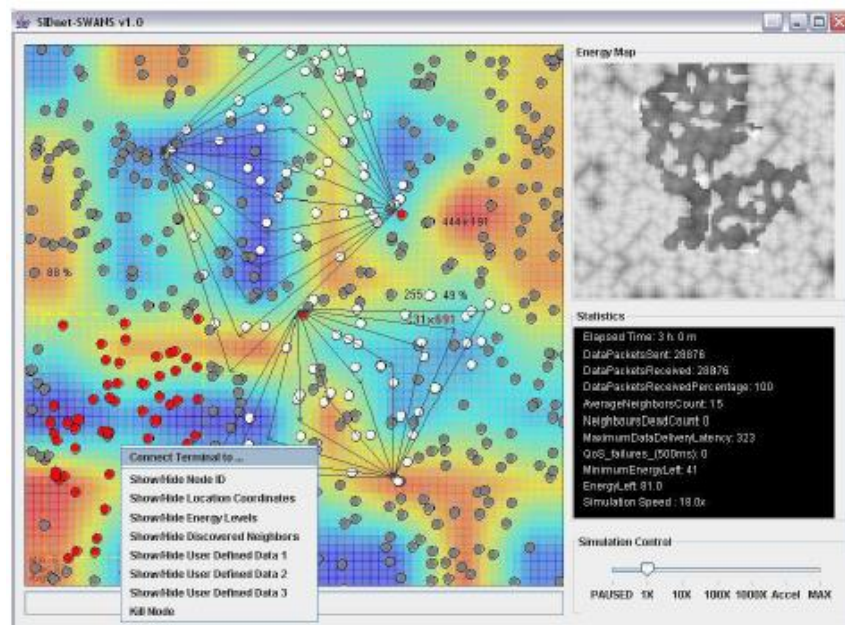 SIDnet-SWANS v1.0
Energy Map
444x191
88 %
255
49 %
31x691
Statistics
Elapsed Time: 3 h. 0 m
DataPacketsSent: 28876
DataPacketsReceived: 28876
DataPacketsReceivedPercentage: 100
AverageNeighborsCount: 15
NeighboursDeadCount: 0
MaximumDataDeliveryLatency: 323
QoS_failures_(500ms): 0
MinimumEnergyLeft: 41
EnergyLeft: 81.0
Simulation Speed : 18.0x
Connect Terminal to ...
Show/Hide Node ID
Show/Hide Location Coordinates
Show/Hide Energy Levels
Show/Hide Discovered Neighbors
Show/Hide User Defined Data 1
Show/Hide User Defined Data 2
Show/Hide User Defined Data 3
Kill Node
Simulation Control
PAUSED 1X 10X 100X 1000X Accel MAX